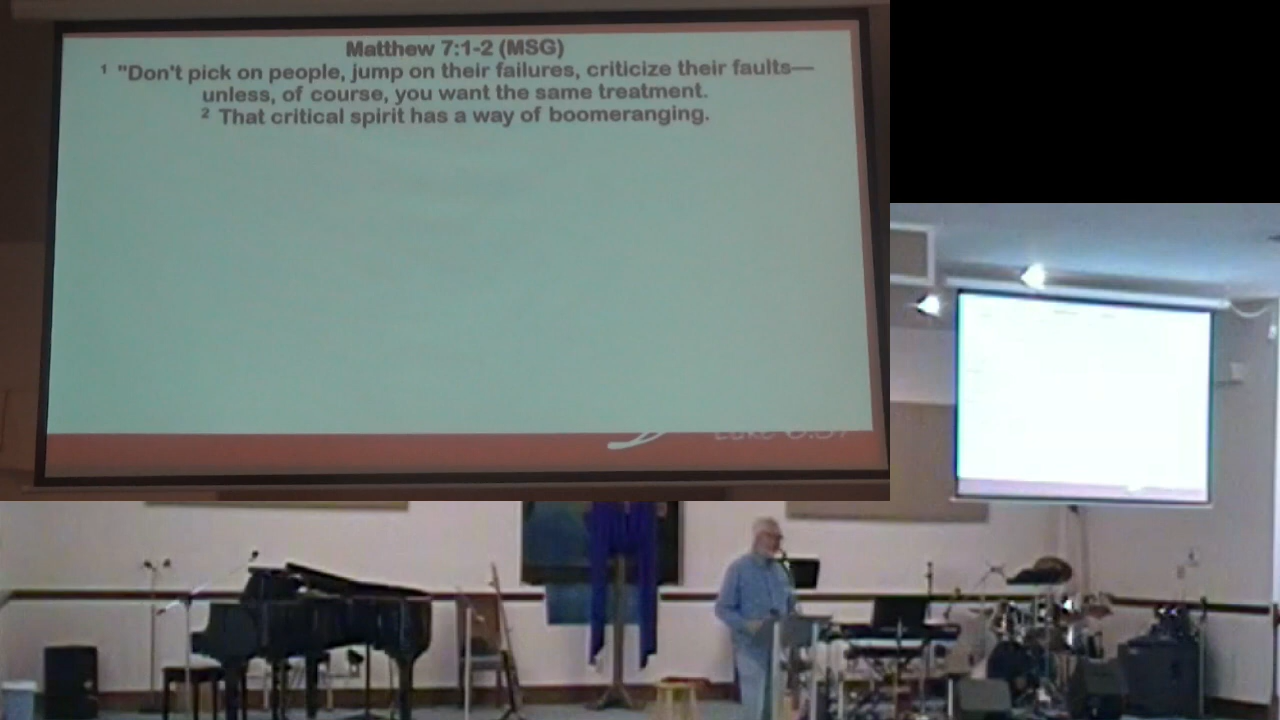 Matthew 7:1-2 (MSG)
1 "Don't pick on people, jump on their failures, criticize their faults—
unless, of course, you want the same treatment.
2 That critical spirit has a way of boomeranging.